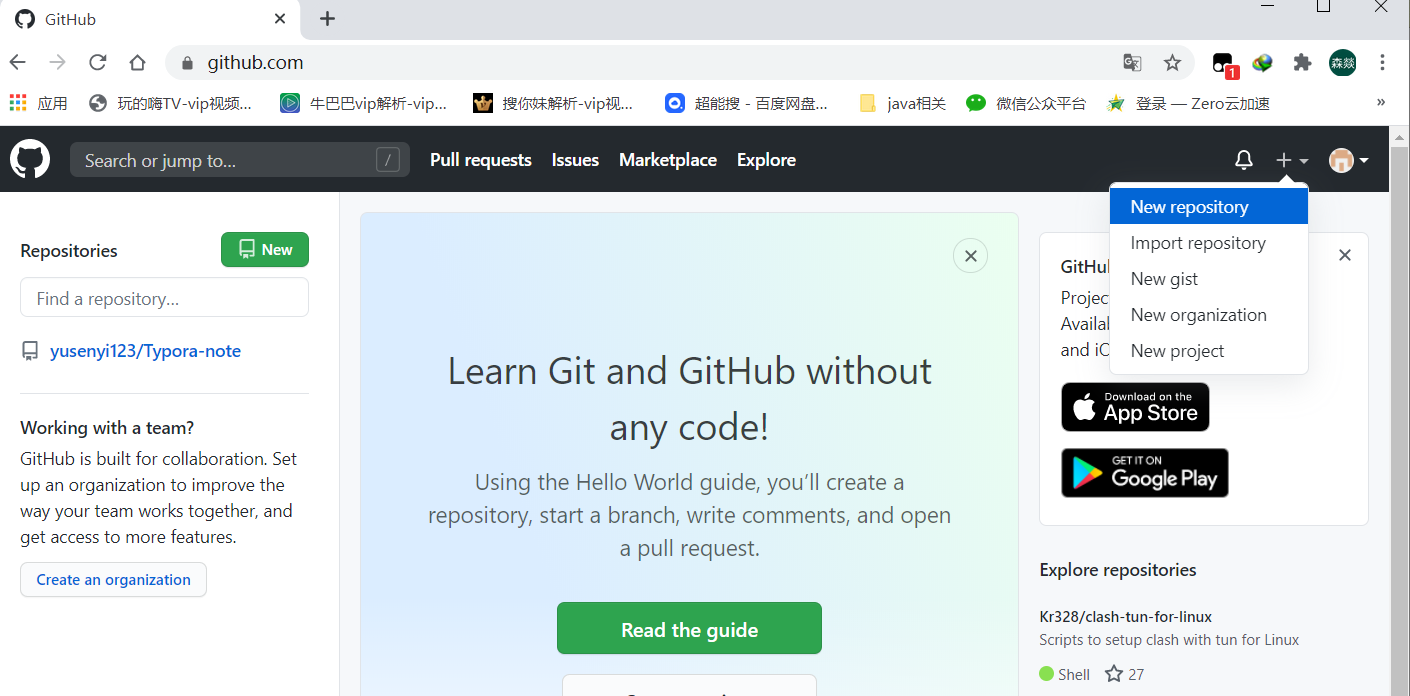 GitHub
github.com
森燚
1
应用
玩的嗨TV-vip视频...
牛巴巴vip解析-vip...
搜你妹解析-vip视...
超能搜 - 百度网盘...
java相关
微信公众平台
登录 — Zero云加速
»
Search or jump to...
/
Pull requests
Issues
Marketplace
Explore
New repository
Import repository
New gist
New organization
New project
Repositories
New
Find a repository...
yusenyi123/Typora-note
Working with a team?
GitHub is built for collaboration. Set
up an organization to improve the
way your team works together, and
get access to more features.
Create an organization
Learn Git and GitHub without
any code!
Using the Hello World guide, you’ll create a
repository, start a branch, write comments, and open
a pull request.
Read the guide
Projec
and iO
Download on the
App Store
GET IT ON
Google Play
Explore repositories
Kr328/clash-tun-for-linux
Scripts to setup clash with tun for Linux
Shell
27